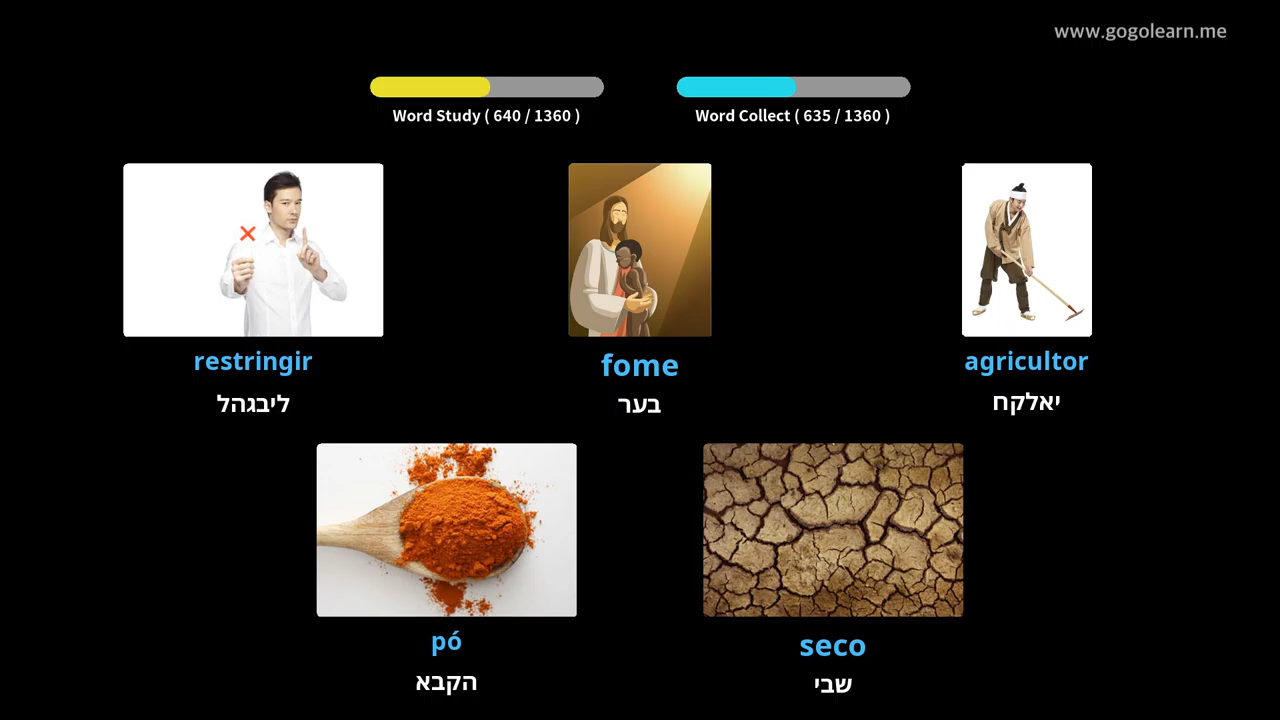 www.gogolearn.me
Word Study ( 640 / 1360 )
Word Collect ( 635 / 1360 )
restringir
ליבגהל
fome
בער
agricultor
יאלקח
pó
הקבא
seco
שבי